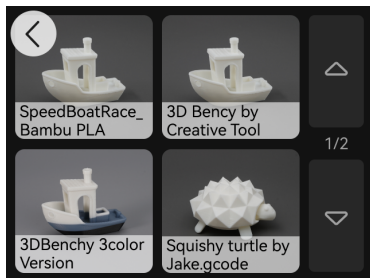 SpeedBoatRace_
Bambu PLA
3D Bency by
Creative Tool
1/2
3DBenchy 3color
Version
Squishy turtle by
Jake.gcode